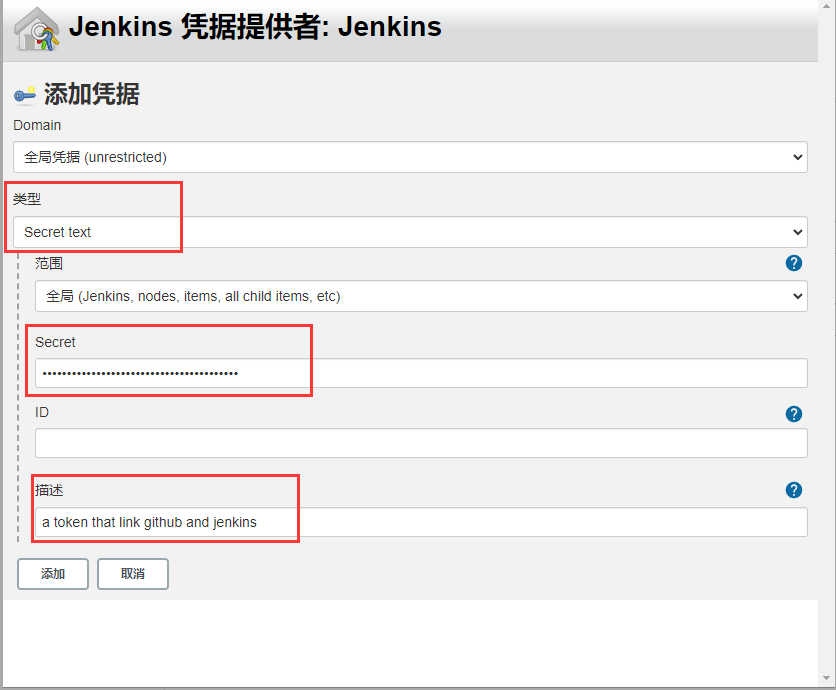 Jenkins 凭据提供者: Jenkins
添加凭据
Domain
全局凭据 (unrestricted)
类型
Secret text
范围
全局 (Jenkins, nodes, items, all child items, etc)
Secret
••••••••••••••••••••••••••••••••••••••••
ID
描述
a token that link github and jenkins
添加 取消